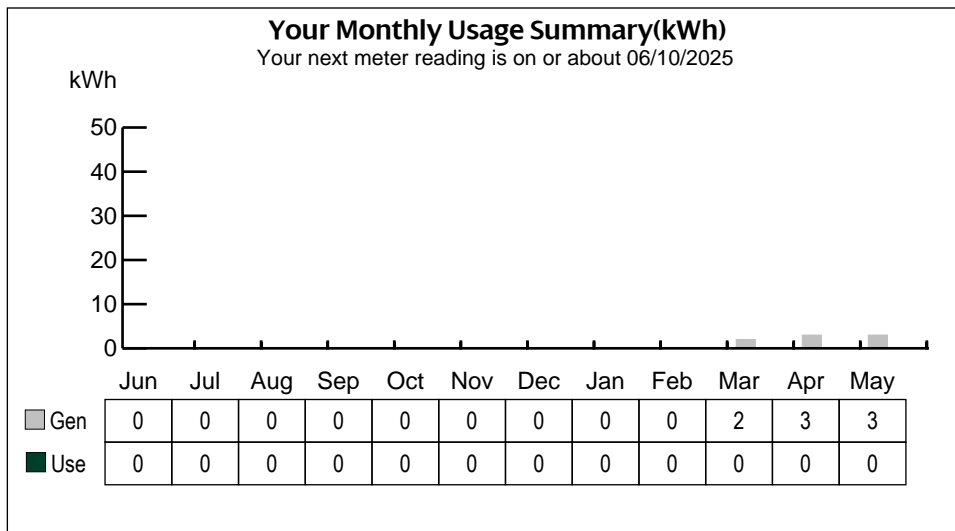 Your Monthly Usage Summary(kWh)
Your next meter reading is on or about 06/10/2025
kWh
50
40
30
20
10
0
Jun Jul Aug Sep Oct Nov Dec Jan Feb Mar Apr May
Gen 0 0 0 0 0 0 0 0 0 2 3 3
Use 0 0 0 0 0 0 0 0 0 0 0 0